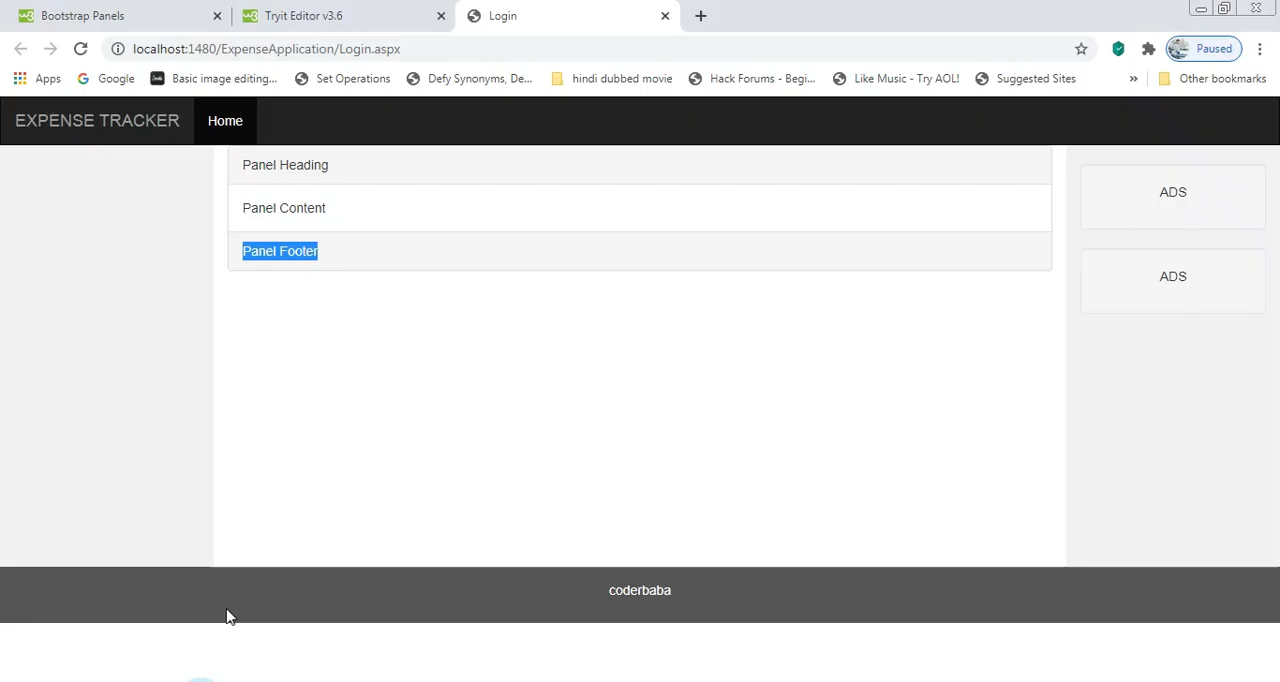 Bootstrap Panels
Tryit Editor v3.6
Login
localhost:1480/ExpenseApplication/Login.aspx
Paused
Apps
Google
Basic image editing...
Set Operations
Defy Synonyms, De...
hindi dubbed movie
Hack Forums - Begi...
Like Music - Try AOL!
Suggested Sites
»
Other bookmarks
EXPENSE TRACKER
Home
Panel Heading
Panel Content
Panel Footer
ADS
ADS
coderbaba